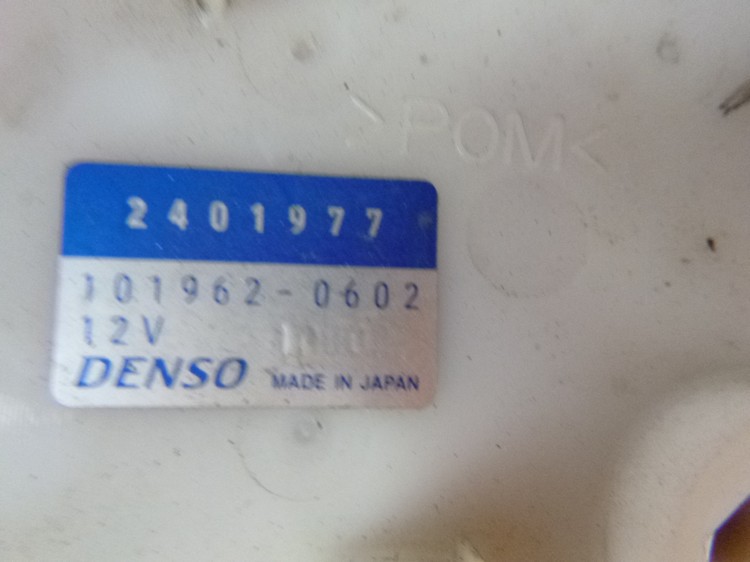 >POM<
2401977
101962-0602
12V
DENSO MADE IN JAPAN